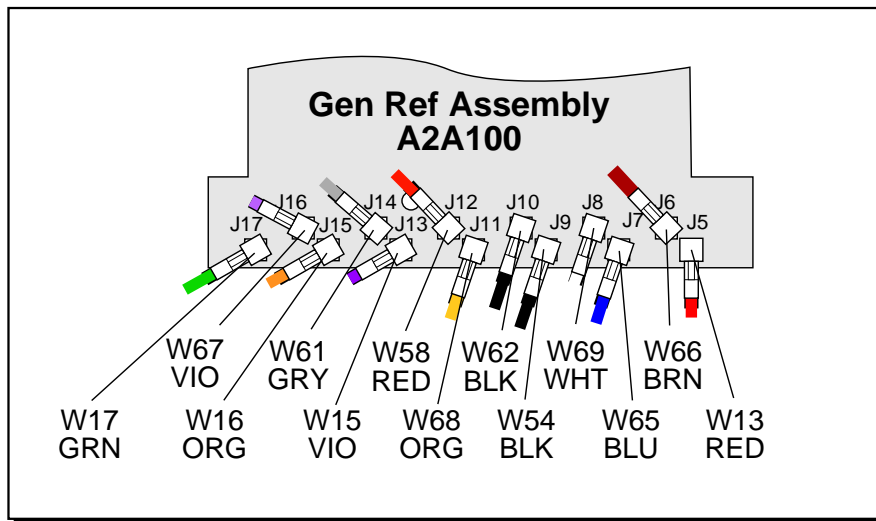 Gen Ref Assembly
A2A100
J17
J16
J15
J14
J13
J12
J11
J10
J9
J8
J7
J6
J5
W67
VIO
W61
GRY
W58
RED
W62
BLK
W69
WHT
W66
BRN
W17
GRN
W16
ORG
W15
VIO
W68
ORG
W54
BLK
W65
BLU
W13
RED